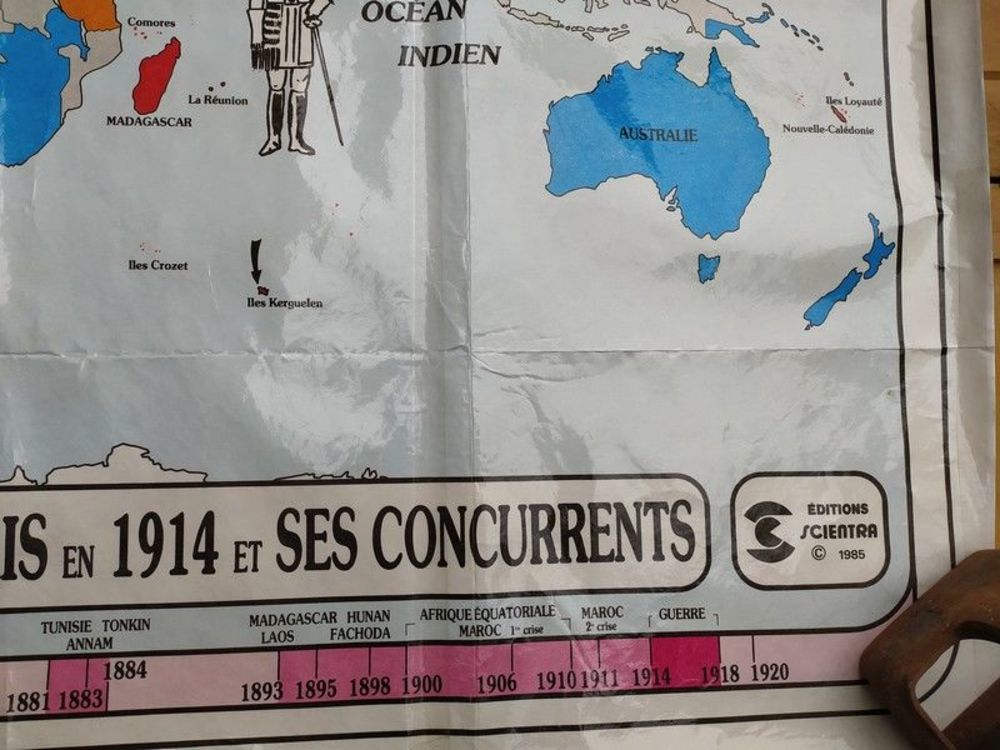 Comores
OCÉAN
INDIEN
La Réunion
MADAGASCAR
AUSTRALIE
Iles Loyauté
Nouvelle-Calédonie
Iles Crozet
Iles Kerguelen
IS EN 1914 ET SES CONCURRENTS
ÉDITIONS
SCIENTRA
© 1985
TUNISIE TONKIN
ANNAM
MADAGASCAR HUNAN
LAOS FACHODA
AFRIQUE ÉQUATORIALE
MAROC 1re crise
MAROC
2e crise
GUERRE
1881 1883 1884 1893 1895 1898 1900 1906 1910 1911 1914 1918 1920